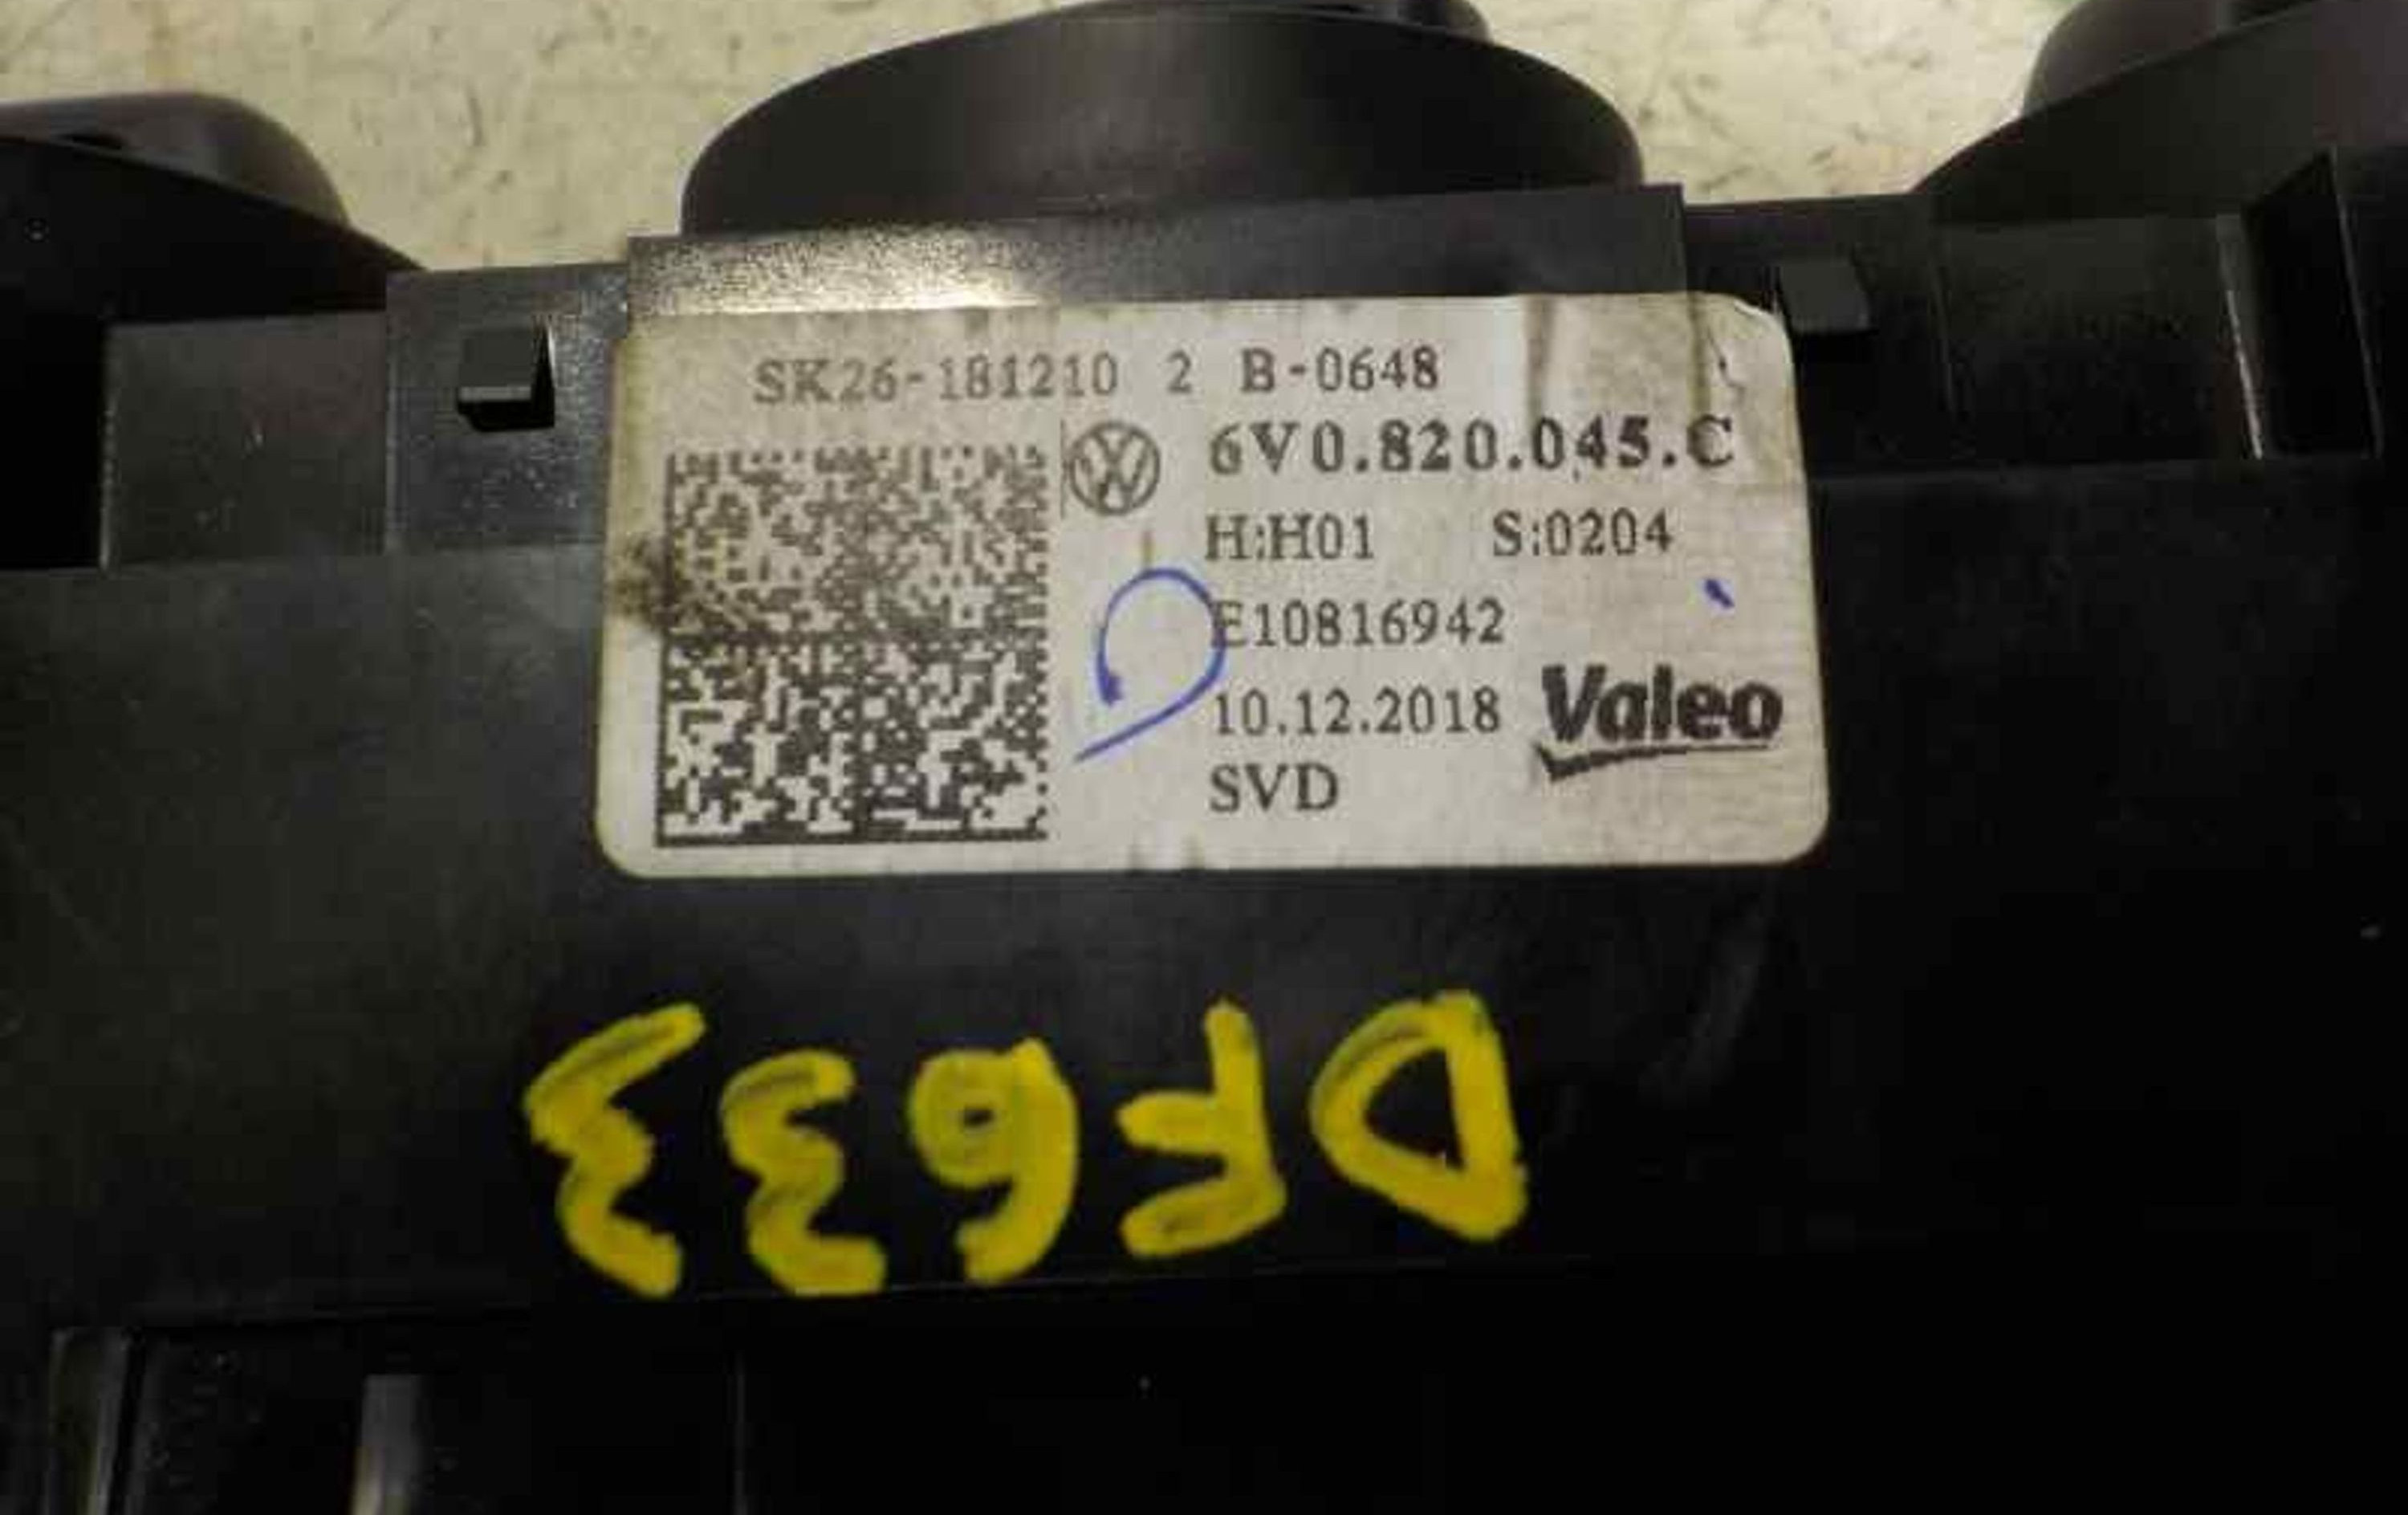 SK26-181210 2 B-0648
6V0.820.045.C
H:H01 S:0204
E10816942
10.12.2018
Valeo
SVD
DF633